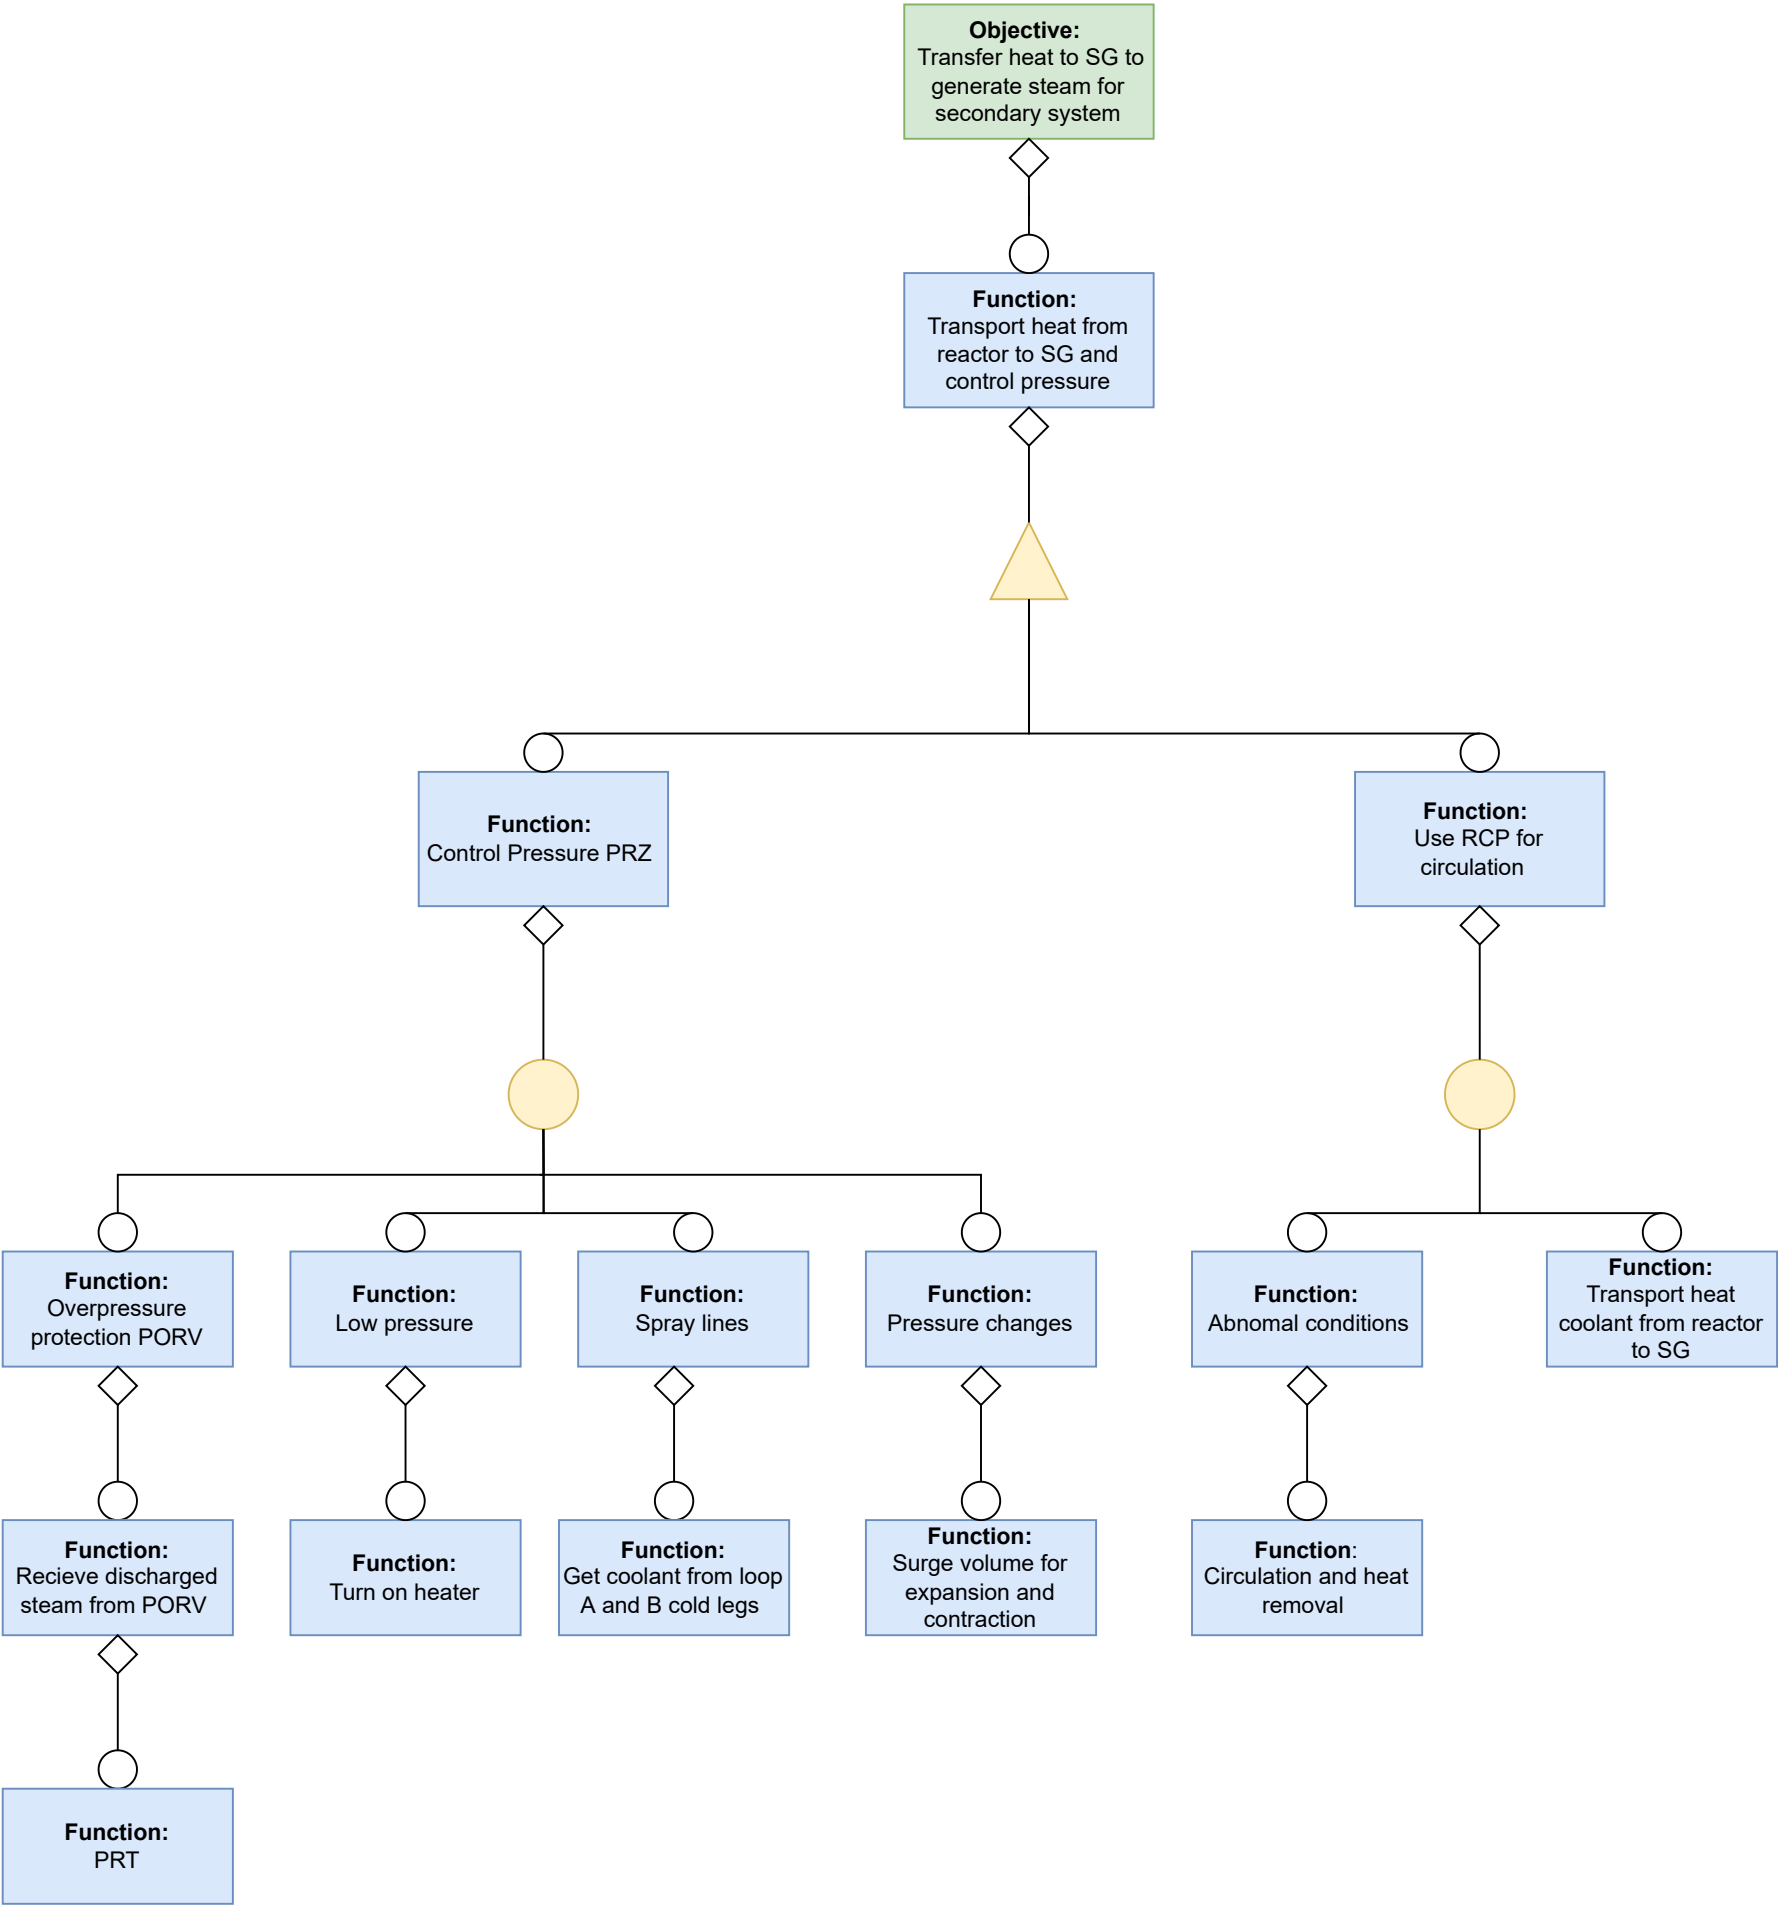 Objective:
Transfer heat to SG to
generate steam for
secondary system
Function:
Transport heat from
reactor to SG and
control pressure
Function:
Control Pressure PRZ
Function:
Use RCP for
circulation
Function:
Overpressure
protection PORV
Function:
Low pressure
Function:
Spray lines
Function:
Pressure changes
Function:
Abnomal conditions
Function:
Transport heat
coolant from reactor
to SG
Function:
Recieve discharged
steam from PORV
Function:
Turn on heater
Function:
Get coolant from loop
A and B cold legs
Function:
Surge volume for
expansion and
contraction
Function:
Circulation and heat
removal
Function:
PRT